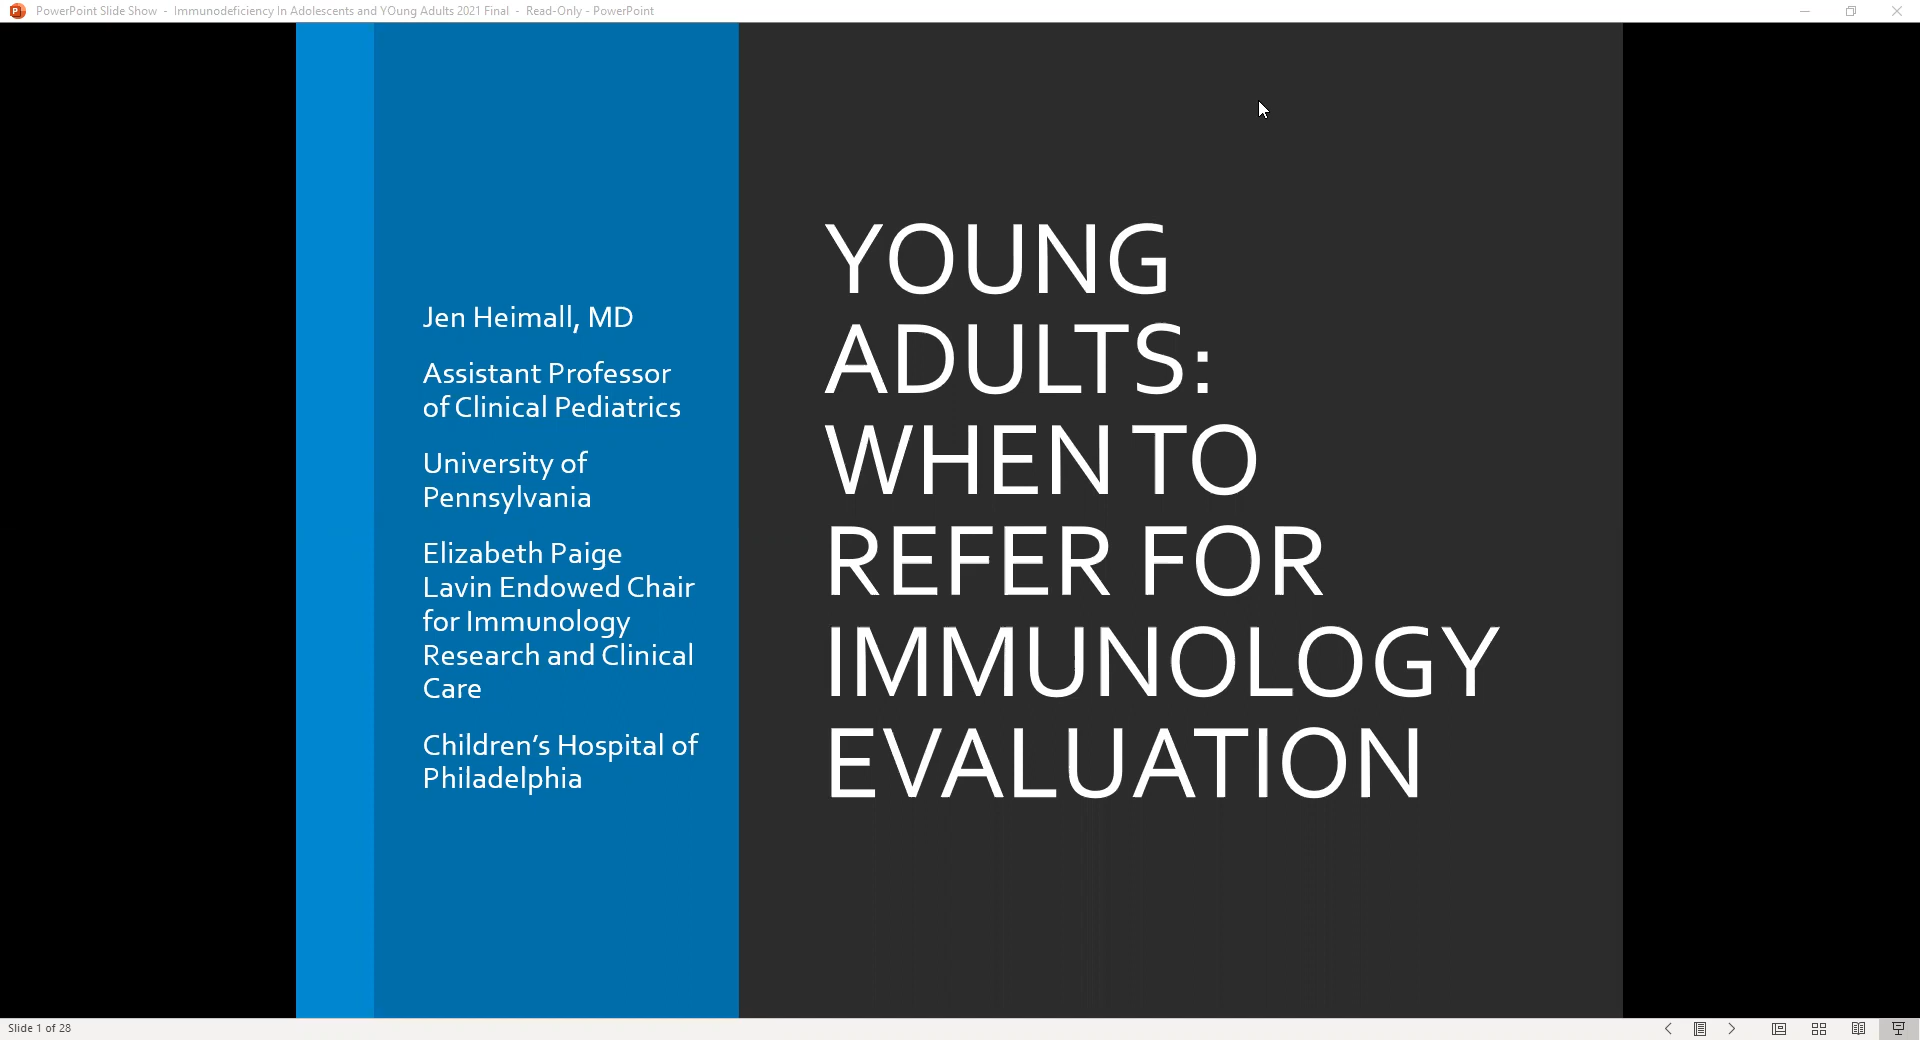 PowerPoint Slide Show - Immunodeficiency In Adolescents and YOung Adults 2021 Final - Read-Only - PowerPoint
Jen Heimall, MD
Assistant Professor
of Clinical Pediatrics
University of
Pennsylvania
Elizabeth Paige
Lavin Endowed Chair
for Immunology
Research and Clinical
Care
Children’s Hospital of
Philadelphia
YOUNG
ADULTS:
WHEN TO
REFER FOR
IMMUNOLOGY
EVALUATION
Slide 1 of 28